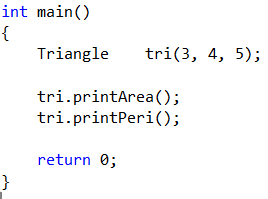 int main()
{
    Triangle    tri(3, 4, 5);
    tri.printArea();
    tri.printPeri();
    return 0;
}